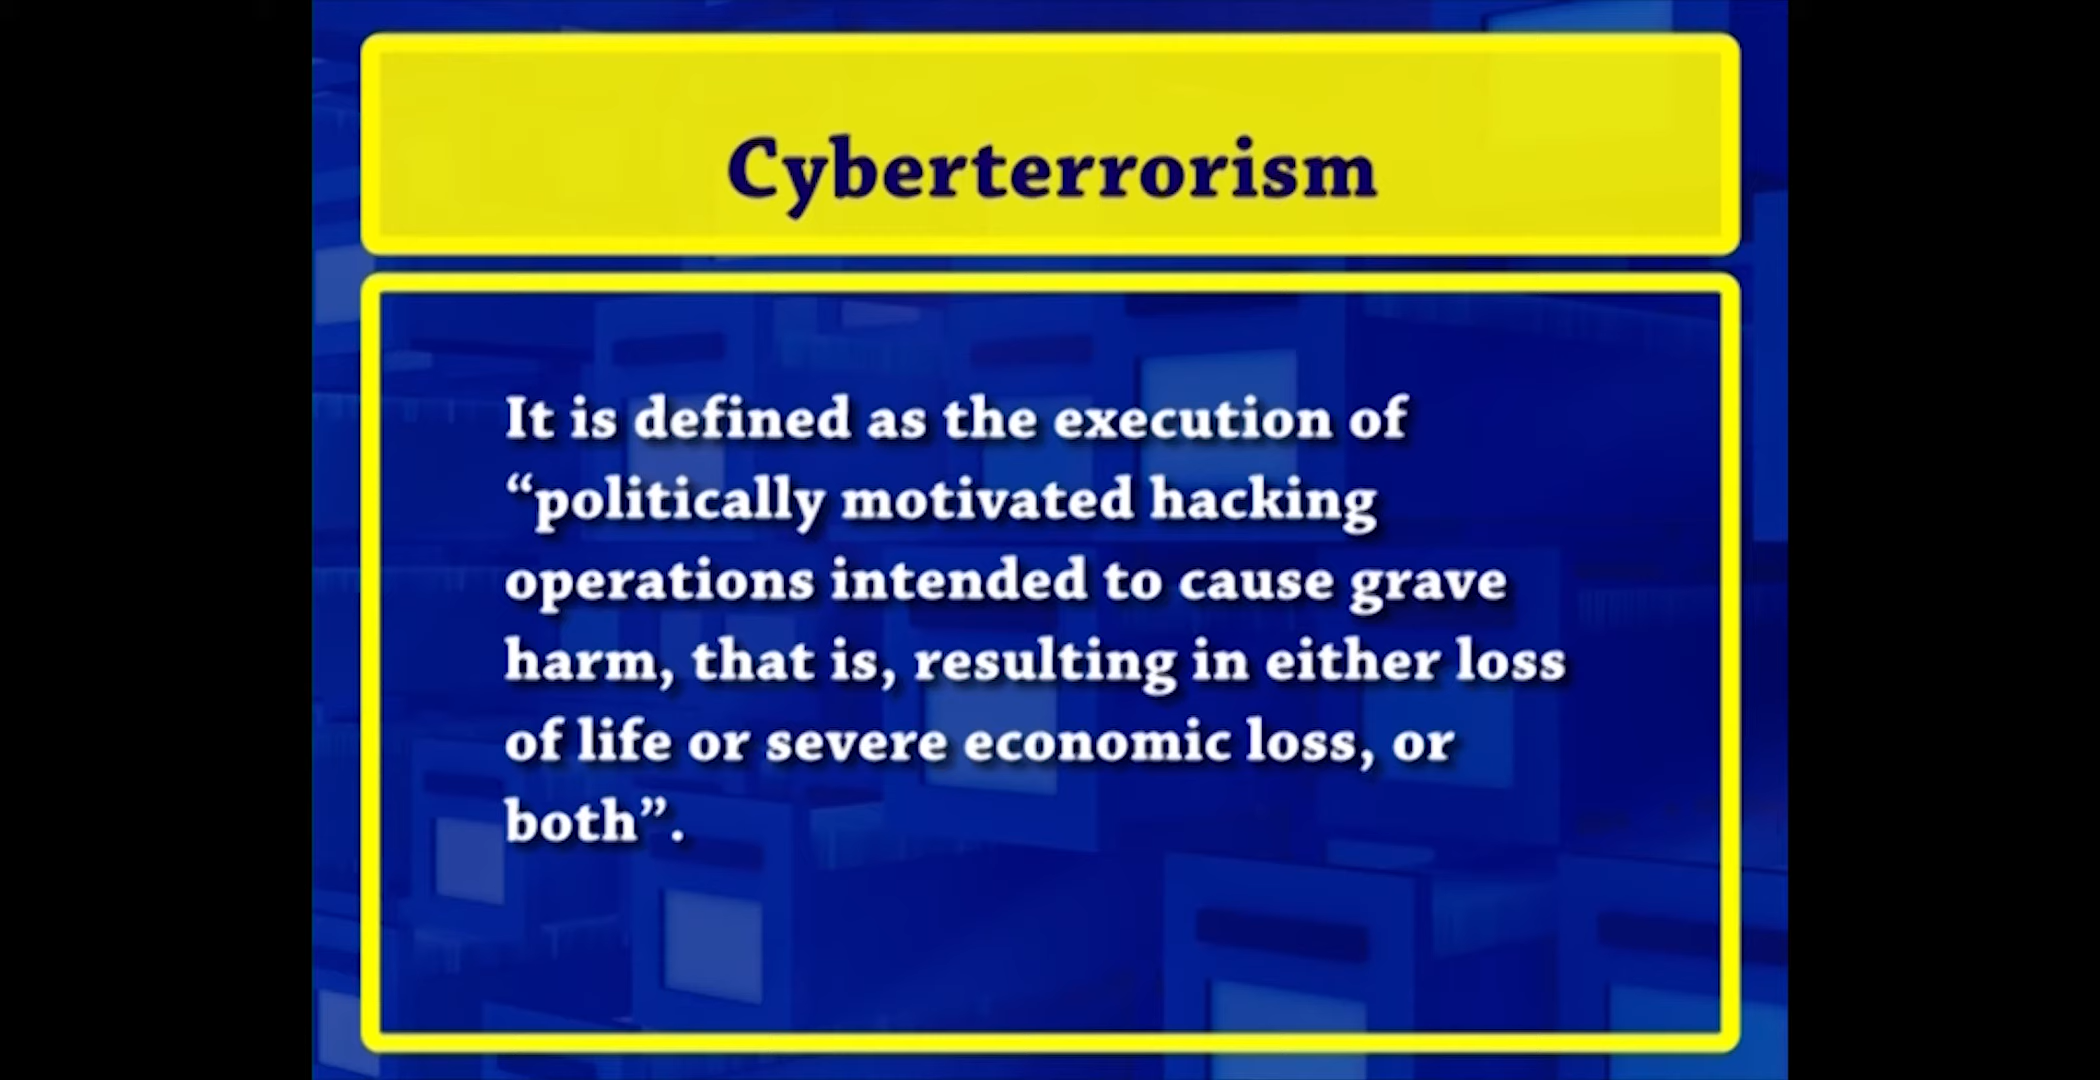 Cyberterrorism
It is defined as the execution of
“politically motivated hacking
operations intended to cause grave
harm, that is, resulting in either loss
of life or severe economic loss, or
both”.